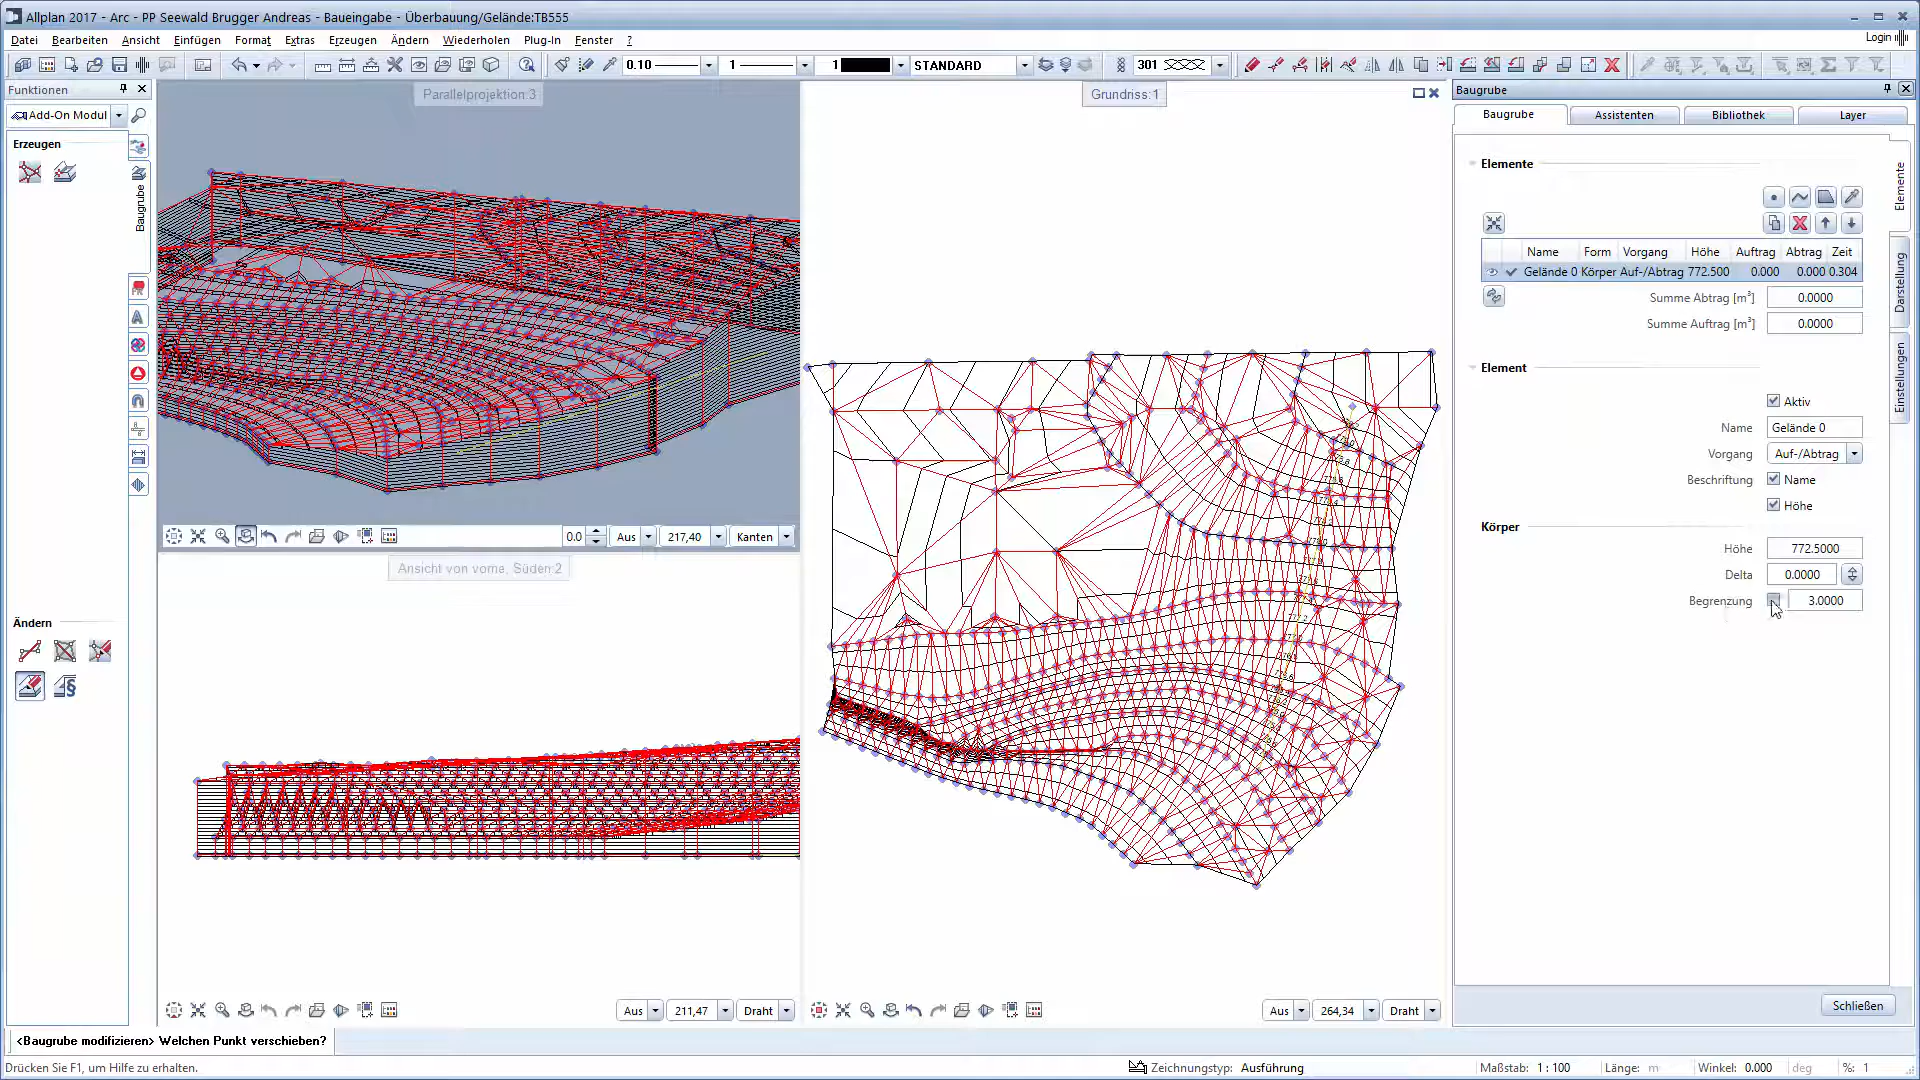 Allplan 2017 - Arc - PP Seewald Brugger Andreas - Baueingabe - Überbauung/Gelände:TB555
Datei Bearbeiten Ansicht Einfügen Format Extras Erzeugen Ändern Wiederholen Plug-In Fenster ?
Login
0.10 1 1 STANDARD 301
Funktionen
Add-On Modul
Erzeugen
Baugrube
Ändern
Parallelprojektion:3
0.0 Aus 217,40 Kanten
Ansicht von vorne, Süden:2
Aus 211,47 Draht
Grundriss:1
Aus 264,34 Draht
Baugrube
Baugrube Assistenten Bibliothek Layer
Elemente
Darstellung
Einstellungen
Elemente
Name Form Vorgang Höhe Auftrag Abtrag Zeit
Gelände 0 Körper Auf-/Abtrag 772.500 0.000 0.000 0.304
Summe Abtrag [m³] 0.0000
Summe Auftrag [m³] 0.0000
Element
Aktiv
Name Gelände 0
Vorgang Auf-/Abtrag
Beschriftung Name
Höhe
Körper
Höhe 772.5000
Delta 0.0000
Begrenzung 3.0000
Schließen
<Baugrube modifizieren> Welchen Punkt verschieben?
Drücken Sie F1, um Hilfe zu erhalten.
Zeichnungstyp: Ausführung
Maßstab: 1 : 100 Länge: m Winkel: 0.000 deg %: 1